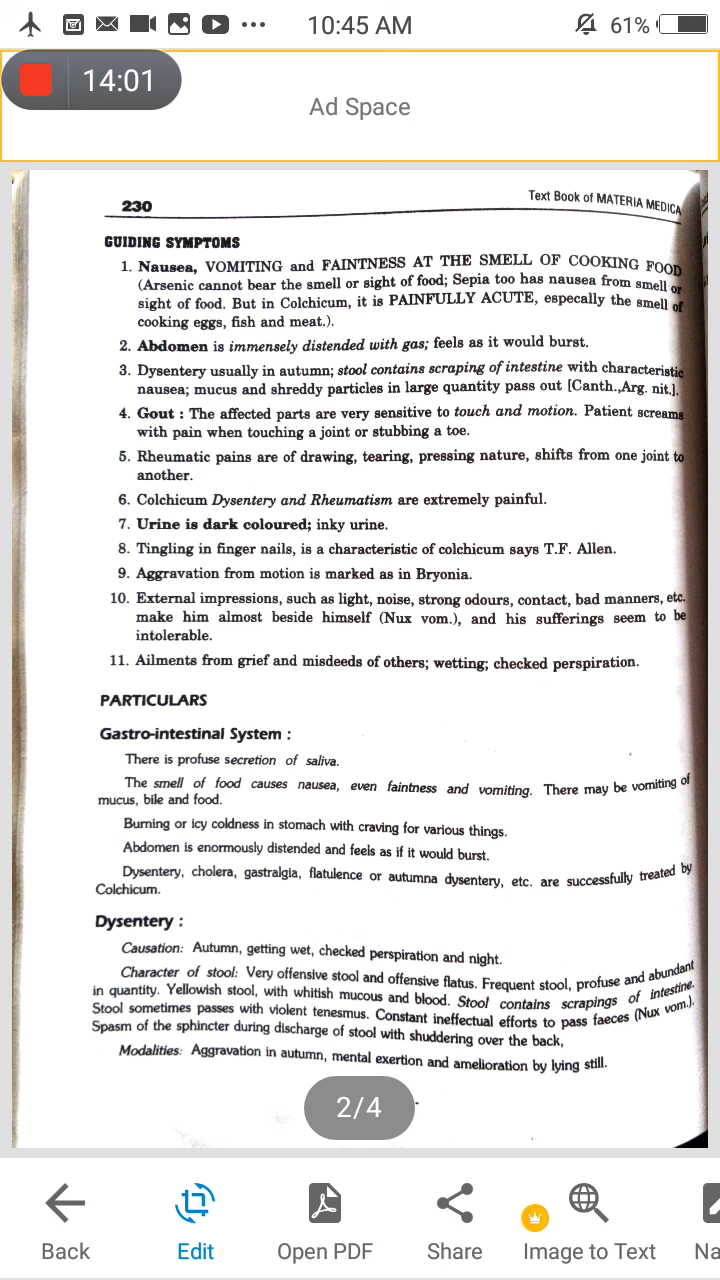 10:45 AM
61%
14:01
Ad Space
230
Text Book of MATERIA MEDICA
GUIDING SYMPTOMS
1. Nausea, VOMITING and FAINTNESS AT THE SMELL OF COOKING FOOD
(Arsenic cannot bear the smell or sight of food; Sepia too has nausea from smell or
sight of food. But in Colchicum, it is PAINFULLY ACUTE, especally the smell of
cooking eggs, fish and meat.).
2. Abdomen is immensely distended with gas; feels as it would burst.
3. Dysentery usually in autumn; stool contains scraping of intestine with characteristic
nausea; mucus and shreddy particles in large quantity pass out [Canth.,Arg. nit.].
4. Gout : The affected parts are very sensitive to touch and motion. Patient screams
with pain when touching a joint or stubbing a toe.
5. Rheumatic pains are of drawing, tearing, pressing nature, shifts from one joint to
another.
6. Colchicum Dysentery and Rheumatism are extremely painful.
7. Urine is dark coloured; inky urine.
8. Tingling in finger nails, is a characteristic of colchicum says T.F. Allen.
9. Aggravation from motion is marked as in Bryonia.
10. External impressions, such as light, noise, strong odours, contact, bad manners, etc.
make him almost beside himself (Nux vom.), and his sufferings seem to be
intolerable.
11. Ailments from grief and misdeeds of others; wetting; checked perspiration.
PARTICULARS
Gastro-intestinal System :
There is profuse secretion of saliva.
The smell of food causes nausea, even faintness and vomiting. There may be vomiting of
mucus, bile and food.
Burning or icy coldness in stomach with craving for various things.
Abdomen is enormously distended and feels as if it would burst.
Dysentery, cholera, gastralgia, flatulence or autumna dysentery, etc. are successfully treated by
Colchicum.
Dysentery :
Causation: Autumn, getting wet, checked perspiration and night.
Character of stool: Very offensive stool and offensive flatus. Frequent stool, profuse and abundant
in quantity. Yellowish stool, with whitish mucous and blood. Stool contains scrapings of intestine.
Stool sometimes passes with violent tenesmus. Constant ineffectual efforts to pass faeces (Nux vom.).
Spasm of the sphincter during discharge of stool with shuddering over the back,
Modalities: Aggravation in autumn, mental exertion and amelioration by lying still.
2/4
Back
Edit
Open PDF
Share
Image to Text
Na